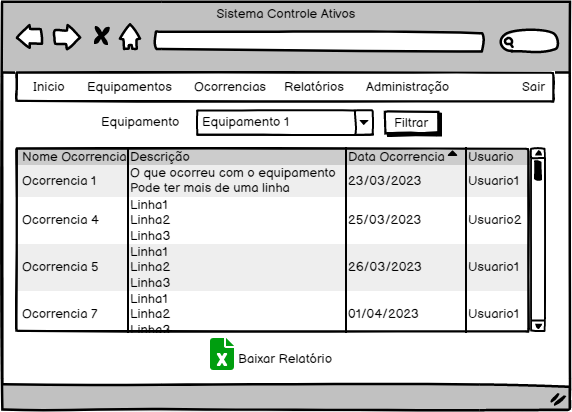 Sistema Controle Ativos
Inicio Equipamentos Ocorrencias Relatórios Administração Sair
Equipamento Equipamento 1 Filtrar
Nome Ocorrencia Descrição Data Ocorrencia Usuario
Ocorrencia 1 O que ocorreu com o equipamento 23/03/2023 Usuario1
Pode ter mais de uma linha
Linha1
Ocorrencia 4 Linha2 25/03/2023 Usuario2
Linha3
Linha1
Ocorrencia 5 Linha2 26/03/2023 Usuario1
Linha3
Linha1
Ocorrencia 7 Linha2 01/04/2023 Usuario1
Linha3
X Baixar Relatório